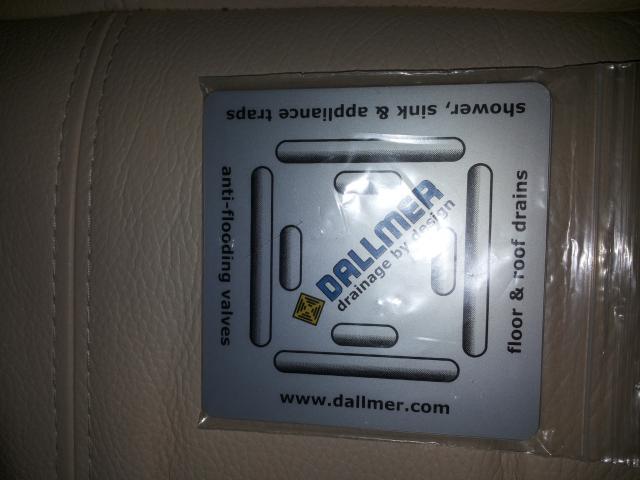 shower, sink & appliance traps
anti-flooding valves
DALLMER
drainage by design
floor & roof drains
www.dallmer.com